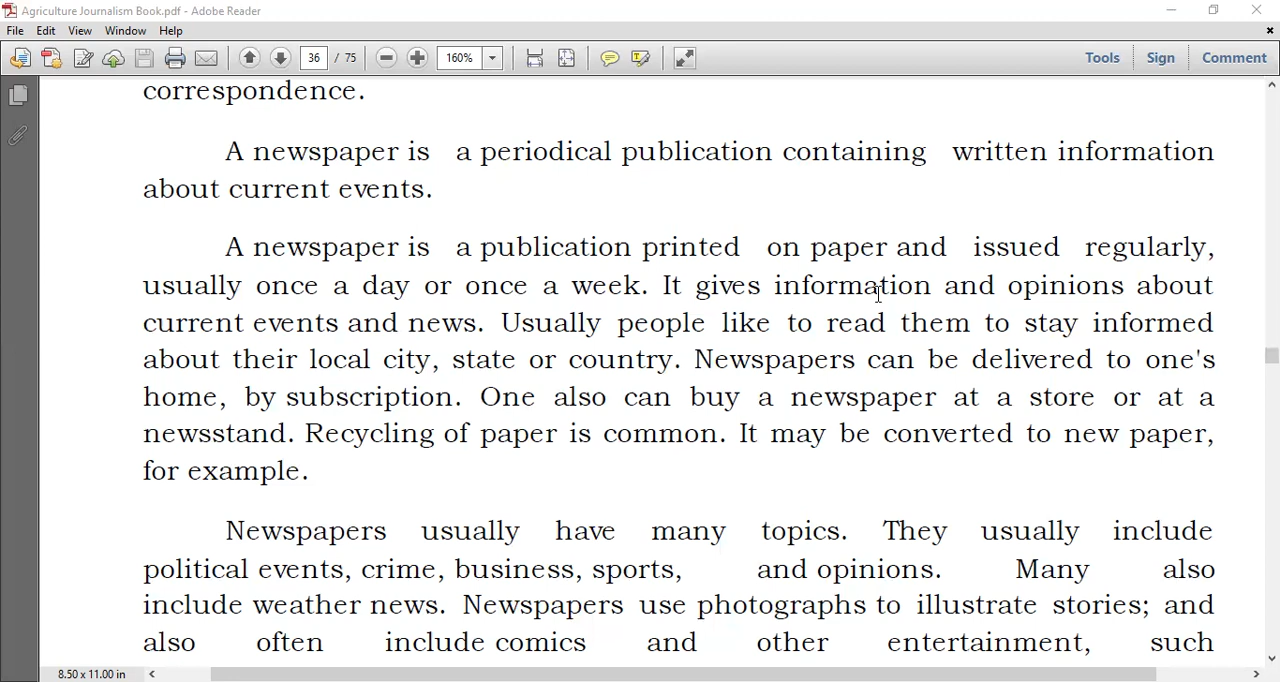 Agriculture Journalism Book.pdf - Adobe Reader
File Edit View Window Help
36 / 75 160% Tools Sign Comment
correspondence.
A newspaper is a periodical publication containing written information
about current events.
A newspaper is a publication printed on paper and issued regularly,
usually once a day or once a week. It gives information and opinions about
current events and news. Usually people like to read them to stay informed
about their local city, state or country. Newspapers can be delivered to one's
home, by subscription. One also can buy a newspaper at a store or at a
newsstand. Recycling of paper is common. It may be converted to new paper,
for example.
Newspapers usually have many topics. They usually include
political events, crime, business, sports, and opinions. Many also
include weather news. Newspapers use photographs to illustrate stories; and
also often include comics and other entertainment, such
8.50 x 11.00 in